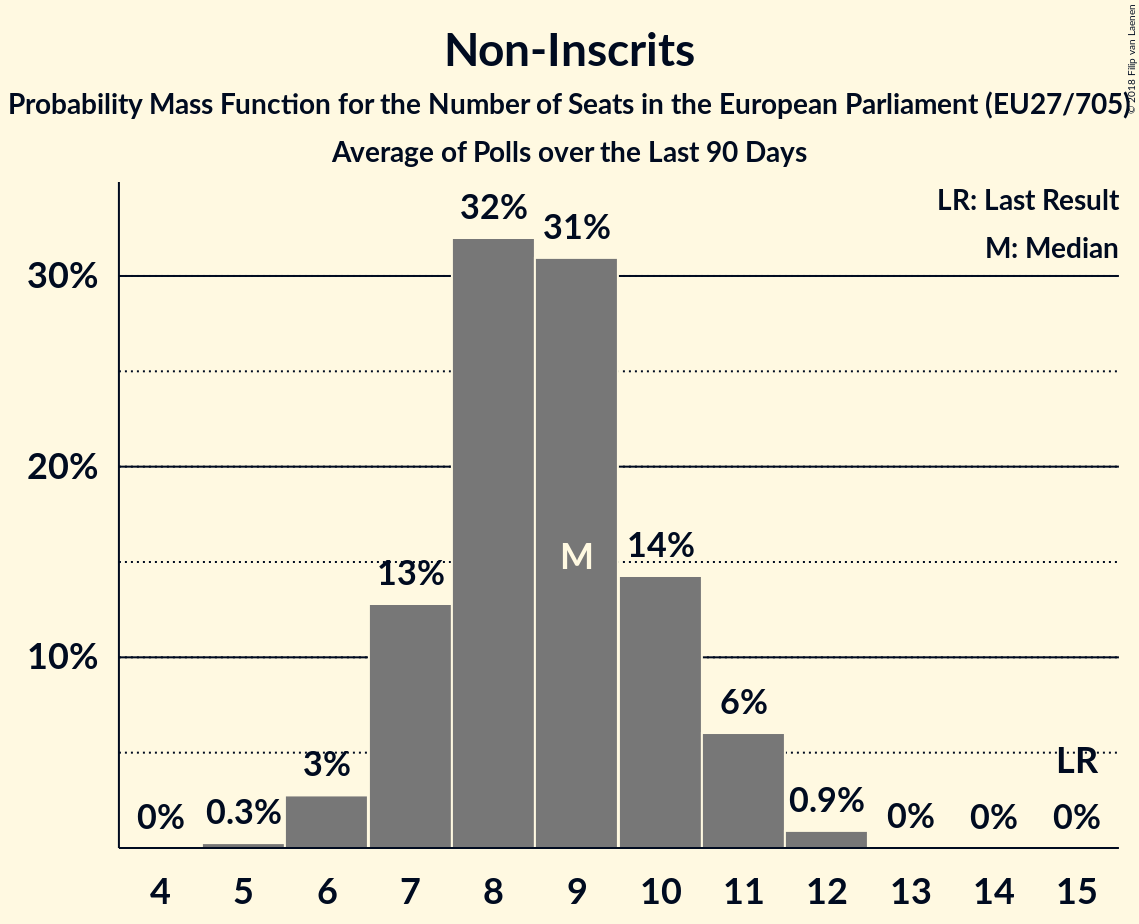 Non-Inscrits
Probability Mass Function for the Number of Seats in the European Parliament (EU27/705)
Average of Polls over the Last 90 Days
© 2018 Filip van Laenen
LR: Last Result
M: Median
30%
20%
10%
0%
0.3%
3%
13%
32%
31%
M
14%
6%
0.9%
0%
0%
LR
0%
4 5 6 7 8 9 10 11 12 13 14 15